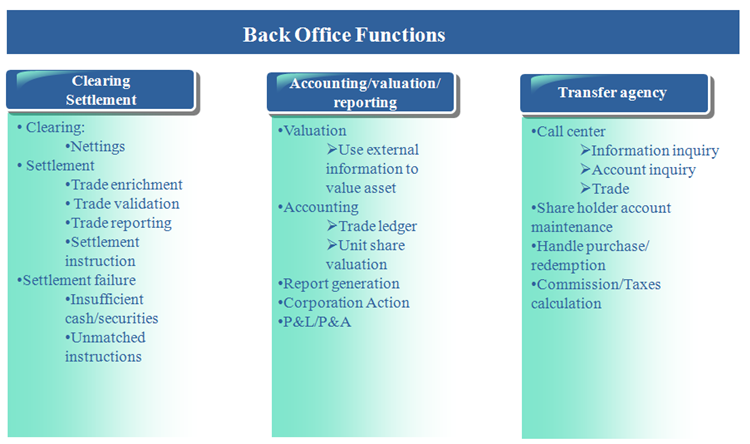 Back Office Functions
Clearing
Settlement
• Clearing:
•Nettings
• Settlement
•Trade enrichment
• Trade validation
•Trade reporting
•Settlement
instruction
•Settlement failure
•Insufficient
cash/securities
•Unmatched
instructions
Accounting/valuation/
reporting
•Valuation
➢Use external
information to
value asset
•Accounting
➢Trade ledger
➢Unit share
valuation
•Report generation
•Corporation Action
•P&L/P&A
Transfer agency
•Call center
➢Information inquiry
➢Account inquiry
➢Trade
•Share holder account
maintenance
•Handle purchase/
redemption
•Commission/Taxes
calculation